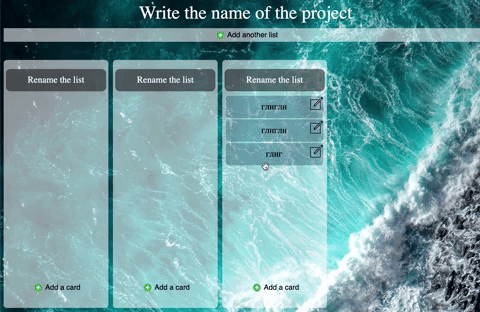 Write the name of the project
Add another list
Rename the list
Rename the list
Rename the list
глнглн
глнглн
глнг
Add a card
Add a card
Add a card